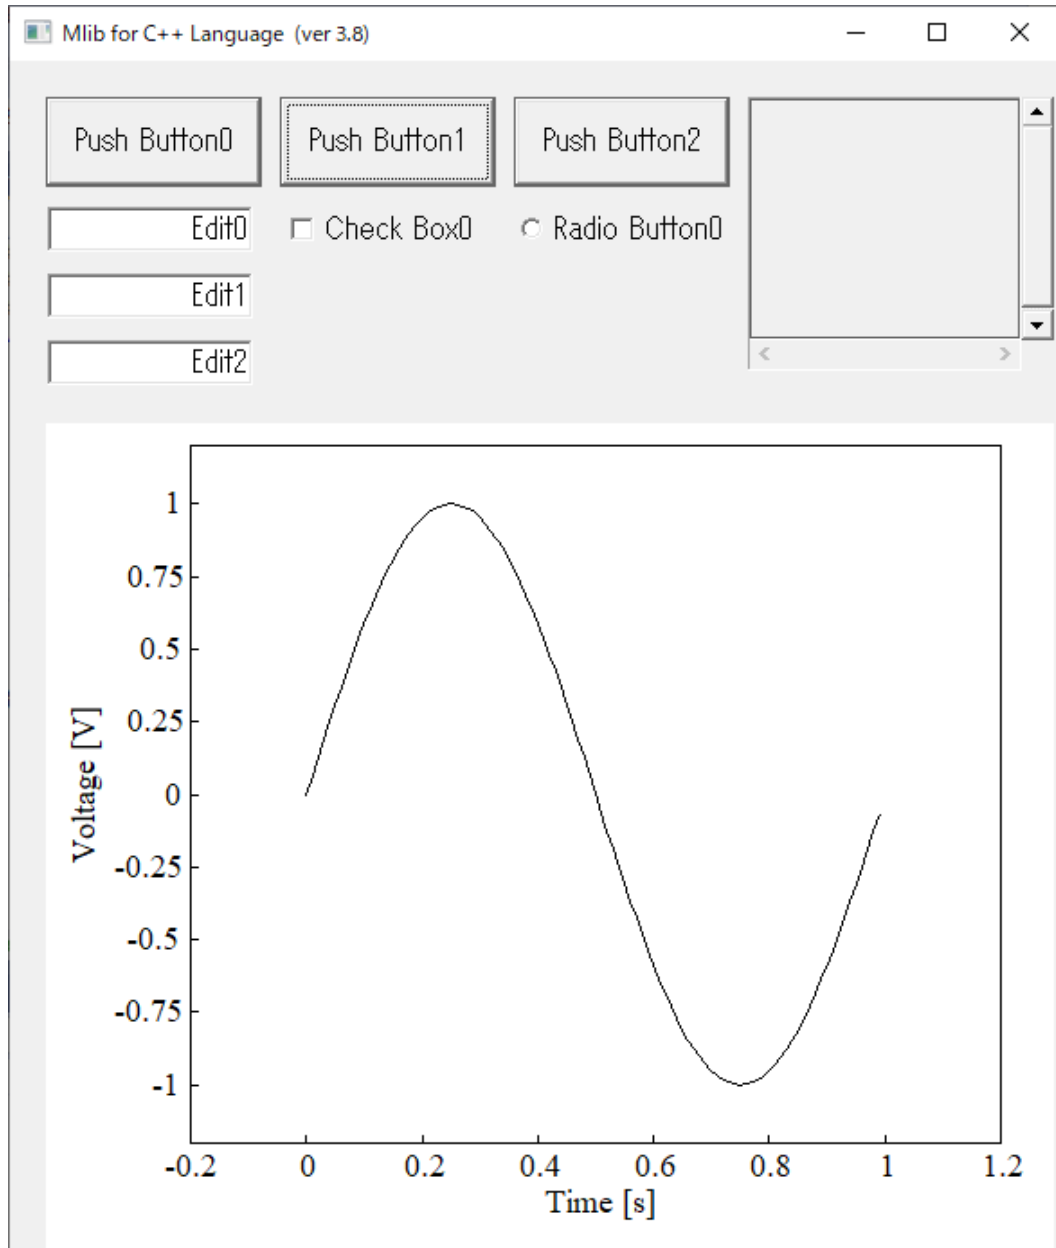 Mlib for C++ Language (ver 3.8)
Push Button0 Push Button1 Push Button2
Edit0 Check Box0 Radio Button0
Edit1
Edit2
1
0.75
0.5
0.25
0
-0.25
-0.5
-0.75
-1
Voltage [V]
-0.2 0 0.2 0.4 0.6 0.8 1 1.2
Time [s]